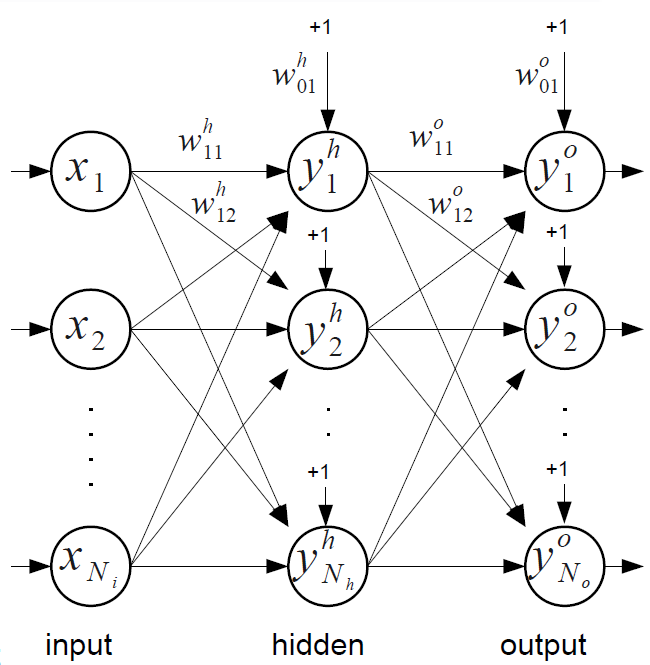 +1 +1
w_{01}^{h} w_{01}^{o}
w_{11}^{h} w_{11}^{o}
x_1 y_1^{h} y_1^{o}
w_{12}^{h} w_{12}^{o}
+1 +1
x_2 y_2^{h} y_2^{o}
+1 +1
x_{N_i} y_{N_h}^{h} y_{N_o}^{o}
input hidden output